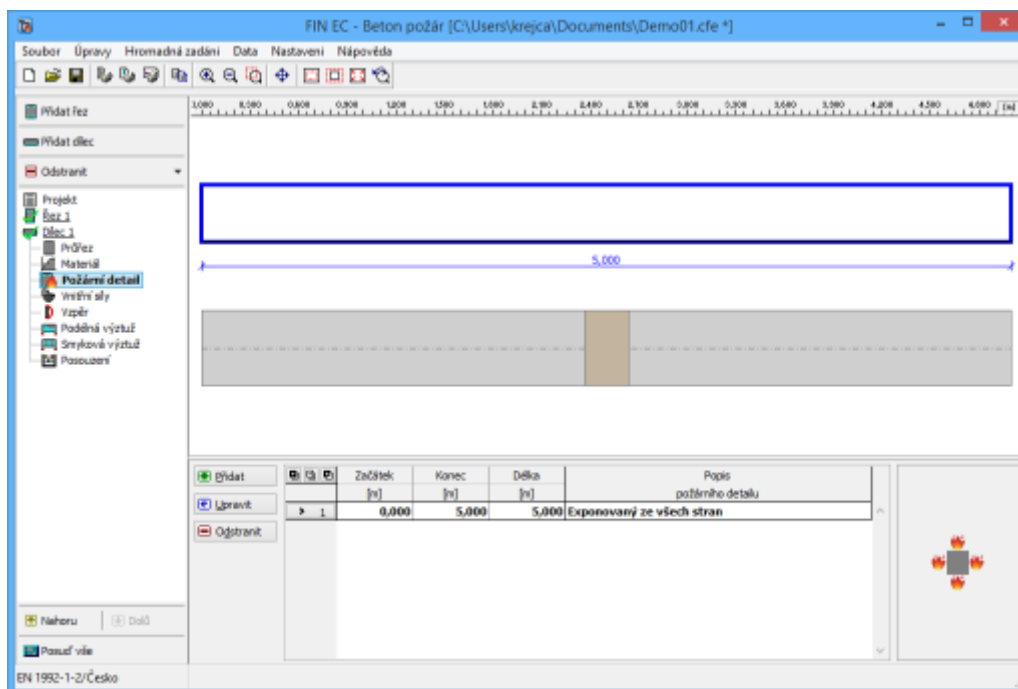 FIN EC - Beton požár [C:\Users\krejca\Documents\Demo01.cfe *]
Soubor Úpravy Hromadná zadání Data Nastavení Nápověda
Přidat řez
Přidat dílec
Odstranit
Projekt
Řez 1
Dílec 1
Průřez
Materiál
Požární detail
Vnitřní síly
Vzpěr
Podélná výztuž
Smyková výztuž
Posouzení
Nahoru Dolů
Posuď vše
[m]
5,000
Přidat
Upravit
Odstranit
Začátek Konec Délka Popis
[m] [m] [m] požárního detailu
1 0,000 5,000 5,000 Exponovaný ze všech stran
EN 1992-1-2/Česko